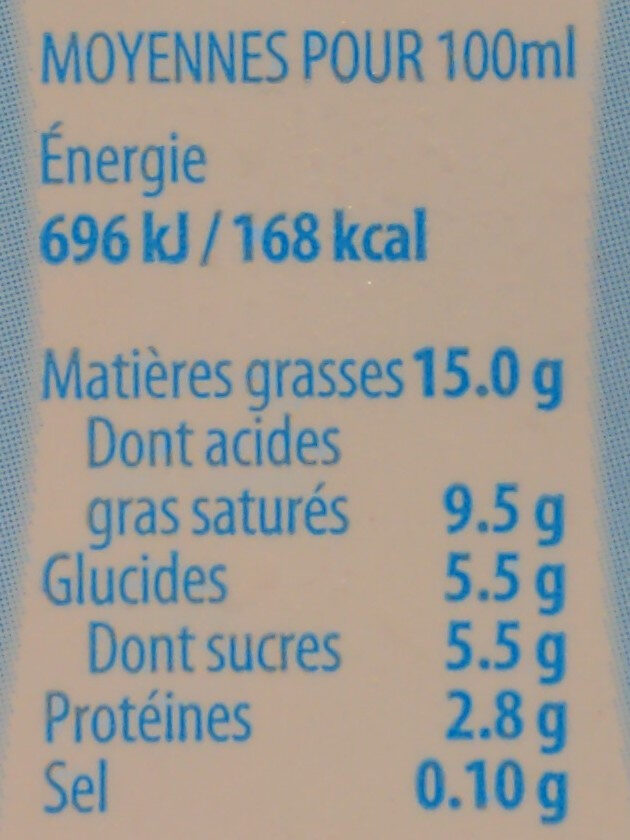 MOYENNES POUR 100ml
Énergie
696 kJ / 168 kcal
Matières grasses 15.0 g
Dont acides
gras saturés 9.5 g
Glucides 5.5 g
Dont sucres 5.5 g
Protéines 2.8 g
Sel 0.10 g